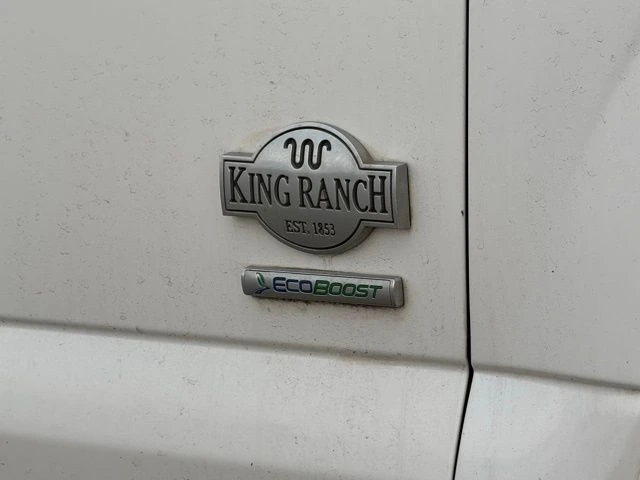 KING RANCH
EST. 1853
ECOBOOST